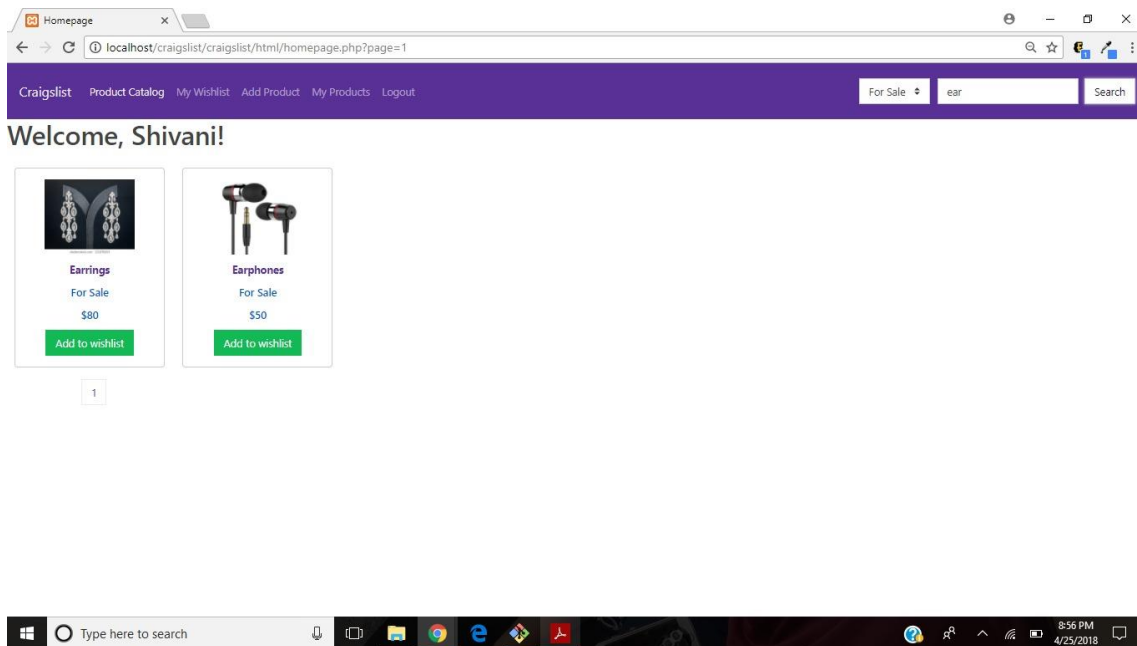 Homepage
localhost/craigslist/craigslist/html/homepage.php?page=1
Craigslist Product Catalog My Wishlist Add Product My Products Logout For Sale ear Search
Welcome, Shivani!
Earrings
For Sale
$80
Add to wishlist
Earphones
For Sale
$50
Add to wishlist
1
Type here to search
8:56 PM
4/25/2018